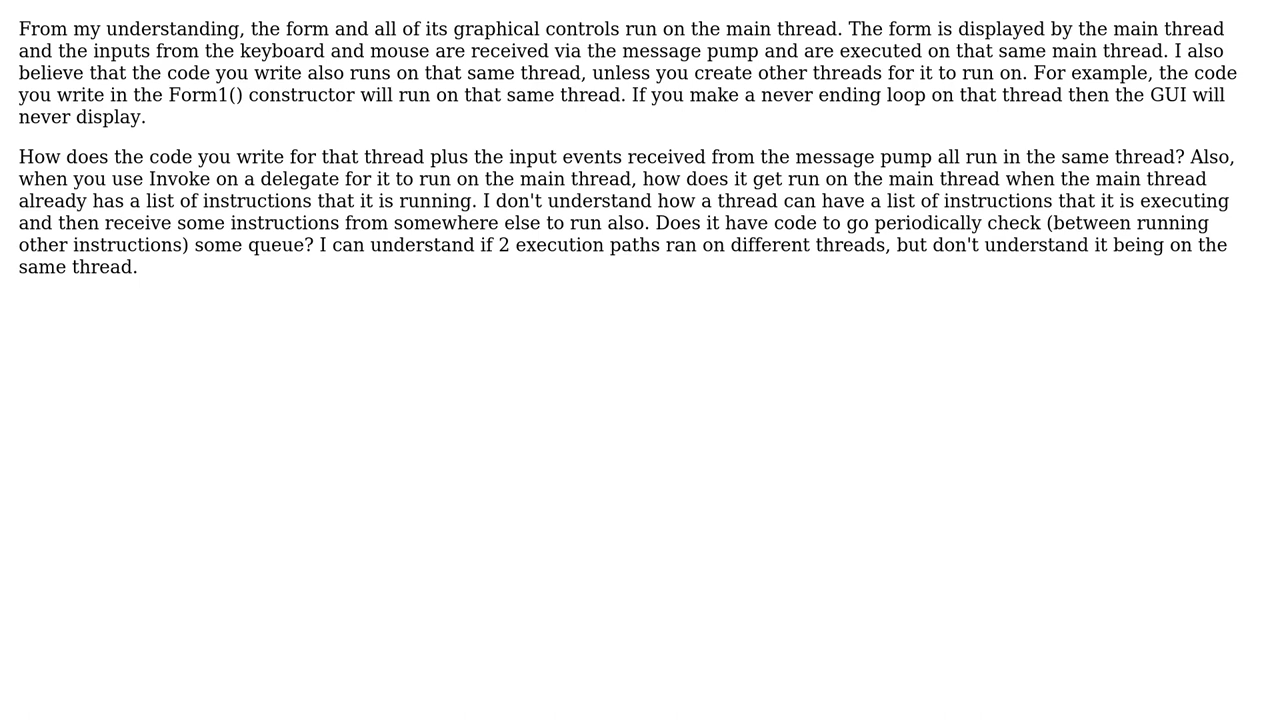 From my understanding, the form and all of its graphical controls run on the main thread. The form is displayed by the main thread
and the inputs from the keyboard and mouse are received via the message pump and are executed on that same main thread. I also
believe that the code you write also runs on that same thread, unless you create other threads for it to run on. For example, the code
you write in the Form1() constructor will run on that same thread. If you make a never ending loop on that thread then the GUI will
never display.
How does the code you write for that thread plus the input events received from the message pump all run in the same thread? Also,
when you use Invoke on a delegate for it to run on the main thread, how does it get run on the main thread when the main thread
already has a list of instructions that it is running. I don't understand how a thread can have a list of instructions that it is executing
and then receive some instructions from somewhere else to run also. Does it have code to go periodically check (between running
other instructions) some queue? I can understand if 2 execution paths ran on different threads, but don't understand it being on the
same thread.